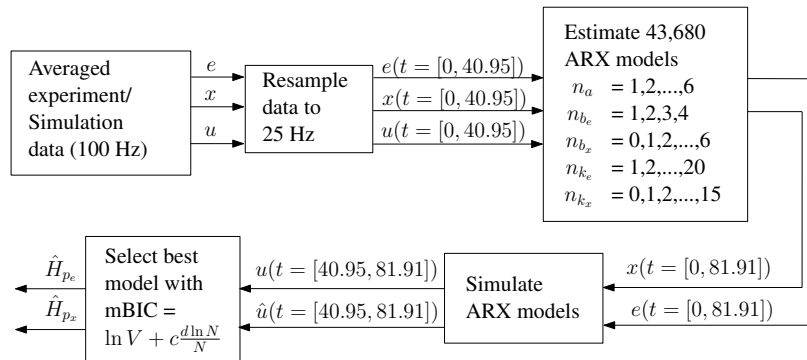 Averaged
experiment/
Simulation
data (100 Hz)
e
x
u
Resample
data to
25 Hz
e(t = [0, 40.95])
x(t = [0, 40.95])
u(t = [0, 40.95])
Estimate 43,680
ARX models
n_a = 1,2,...,6
n_{b_e} = 1,2,3,4
n_{b_x} = 0,1,2,...,6
n_{k_e} = 1,2,...,20
n_{k_x} = 0,1,2,...,15
x(t = [0, 81.91])
e(t = [0, 81.91])
Simulate
ARX models
u(t = [40.95, 81.91])
û(t = [40.95, 81.91])
Select best
model with
mBIC =
ln V + c\frac{d ln N}{N}
Ĥ_{p_e}
Ĥ_{p_x}